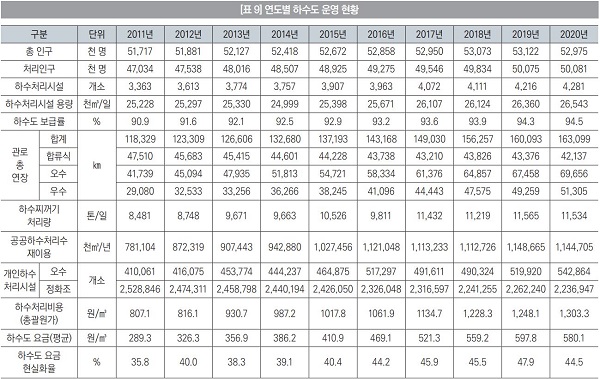 [표 9] 연도별 하수도 운영 현황
구분 단위 2011년 2012년 2013년 2014년 2015년 2016년 2017년 2018년 2019년 2020년
총 인구 천 명 51,717 51,881 52,127 52,418 52,672 52,858 52,950 53,073 53,122 52,975
처리인구 천 명 47,034 47,538 48,016 48,507 48,925 49,275 49,546 49,834 50,075 50,081
하수처리시설 개소 3,363 3,613 3,774 3,757 3,907 3,963 4,072 4,111 4,216 4,281
하수처리시설 용량 천㎥/일 25,228 25,297 25,330 24,999 25,398 25,671 26,107 26,124 26,360 26,543
하수도 보급률 % 90.9 91.6 92.1 92.5 92.9 93.2 93.6 93.9 94.3 94.5
관로 총 연장 합계 ㎞ 118,329 123,309 126,606 132,680 137,193 143,168 149,030 156,257 160,093 163,099
합류식 47,510 45,683 45,415 44,601 44,228 43,738 43,210 43,826 43,376 42,137
오수 41,739 45,094 47,935 51,813 54,721 58,334 61,376 64,857 67,458 69,656
우수 29,080 32,533 33,256 36,266 38,245 41,096 44,443 47,575 49,259 51,305
하수찌꺼기 처리량 톤/일 8,481 8,748 9,671 9,663 10,526 9,811 11,432 11,219 11,565 11,534
공공하수처리수 재이용 천㎥/년 781,104 872,319 907,443 942,880 1,027,456 1,121,048 1,113,233 1,112,726 1,148,665 1,144,705
개인하수 처리시설 오수 개소 410,061 416,075 453,774 444,237 464,875 517,297 491,611 490,324 519,920 542,864
정화조 2,528,846 2,474,311 2,458,798 2,440,194 2,426,050 2,326,048 2,316,597 2,241,255 2,262,240 2,236,947
하수처리비용 (총괄원가) 원/㎥ 807.1 816.1 930.7 987.2 1017.8 1061.9 1134.7 1,228.3 1,248.1 1,303.3
하수도 요금(평균) 원/㎥ 289.3 326.3 356.9 386.2 410.9 469.1 521.3 559.2 597.8 580.1
하수도 요금 현실화율 % 35.8 40.0 38.3 39.1 40.4 44.2 45.9 45.5 47.9 44.5